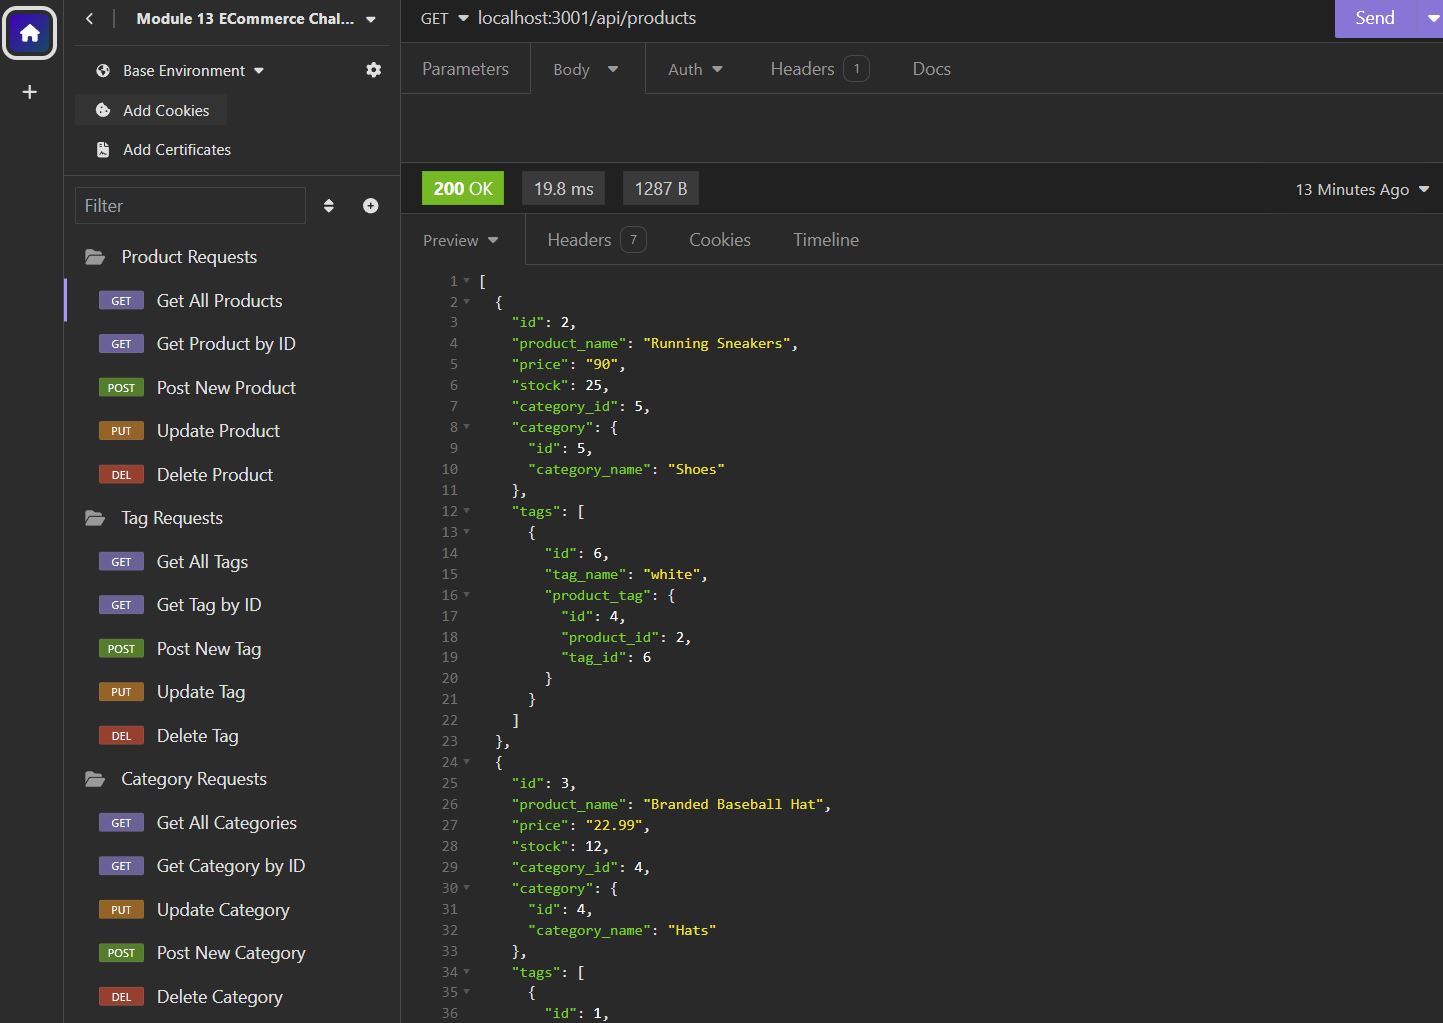 Module 13 ECommerce Chal...
Base Environment
Add Cookies
Add Certificates
Filter
Product Requests
GET Get All Products
GET Get Product by ID
POST Post New Product
PUT Update Product
DEL Delete Product
Tag Requests
GET Get All Tags
GET Get Tag by ID
POST Post New Tag
PUT Update Tag
DEL Delete Tag
Category Requests
GET Get All Categories
GET Get Category by ID
PUT Update Category
POST Post New Category
DEL Delete Category
GET localhost:3001/api/products Send
Parameters Body Auth Headers 1 Docs
200 OK 19.8 ms 1287 B 13 Minutes Ago
Preview Headers 7 Cookies Timeline
1 [
2 {
3 "id": 2,
4 "product_name": "Running Sneakers",
5 "price": "90",
6 "stock": 25,
7 "category_id": 5,
8 "category": {
9 "id": 5,
10 "category_name": "Shoes"
11 },
12 "tags": [
13 {
14 "id": 6,
15 "tag_name": "white",
16 "product_tag": {
17 "id": 4,
18 "product_id": 2,
19 "tag_id": 6
20 }
21 }
22 ]
23 },
24 {
25 "id": 3,
26 "product_name": "Branded Baseball Hat",
27 "price": "22.99",
28 "stock": 12,
29 "category_id": 4,
30 "category": {
31 "id": 4,
32 "category_name": "Hats"
33 },
34 "tags": [
35 {
36 "id": 1,